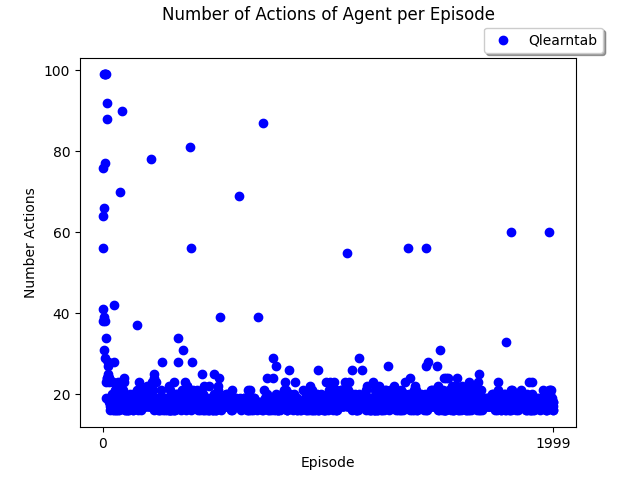 Number of Actions of Agent per Episode
Qlearntab
100
80
60
40
20
Number Actions
0
1999
Episode